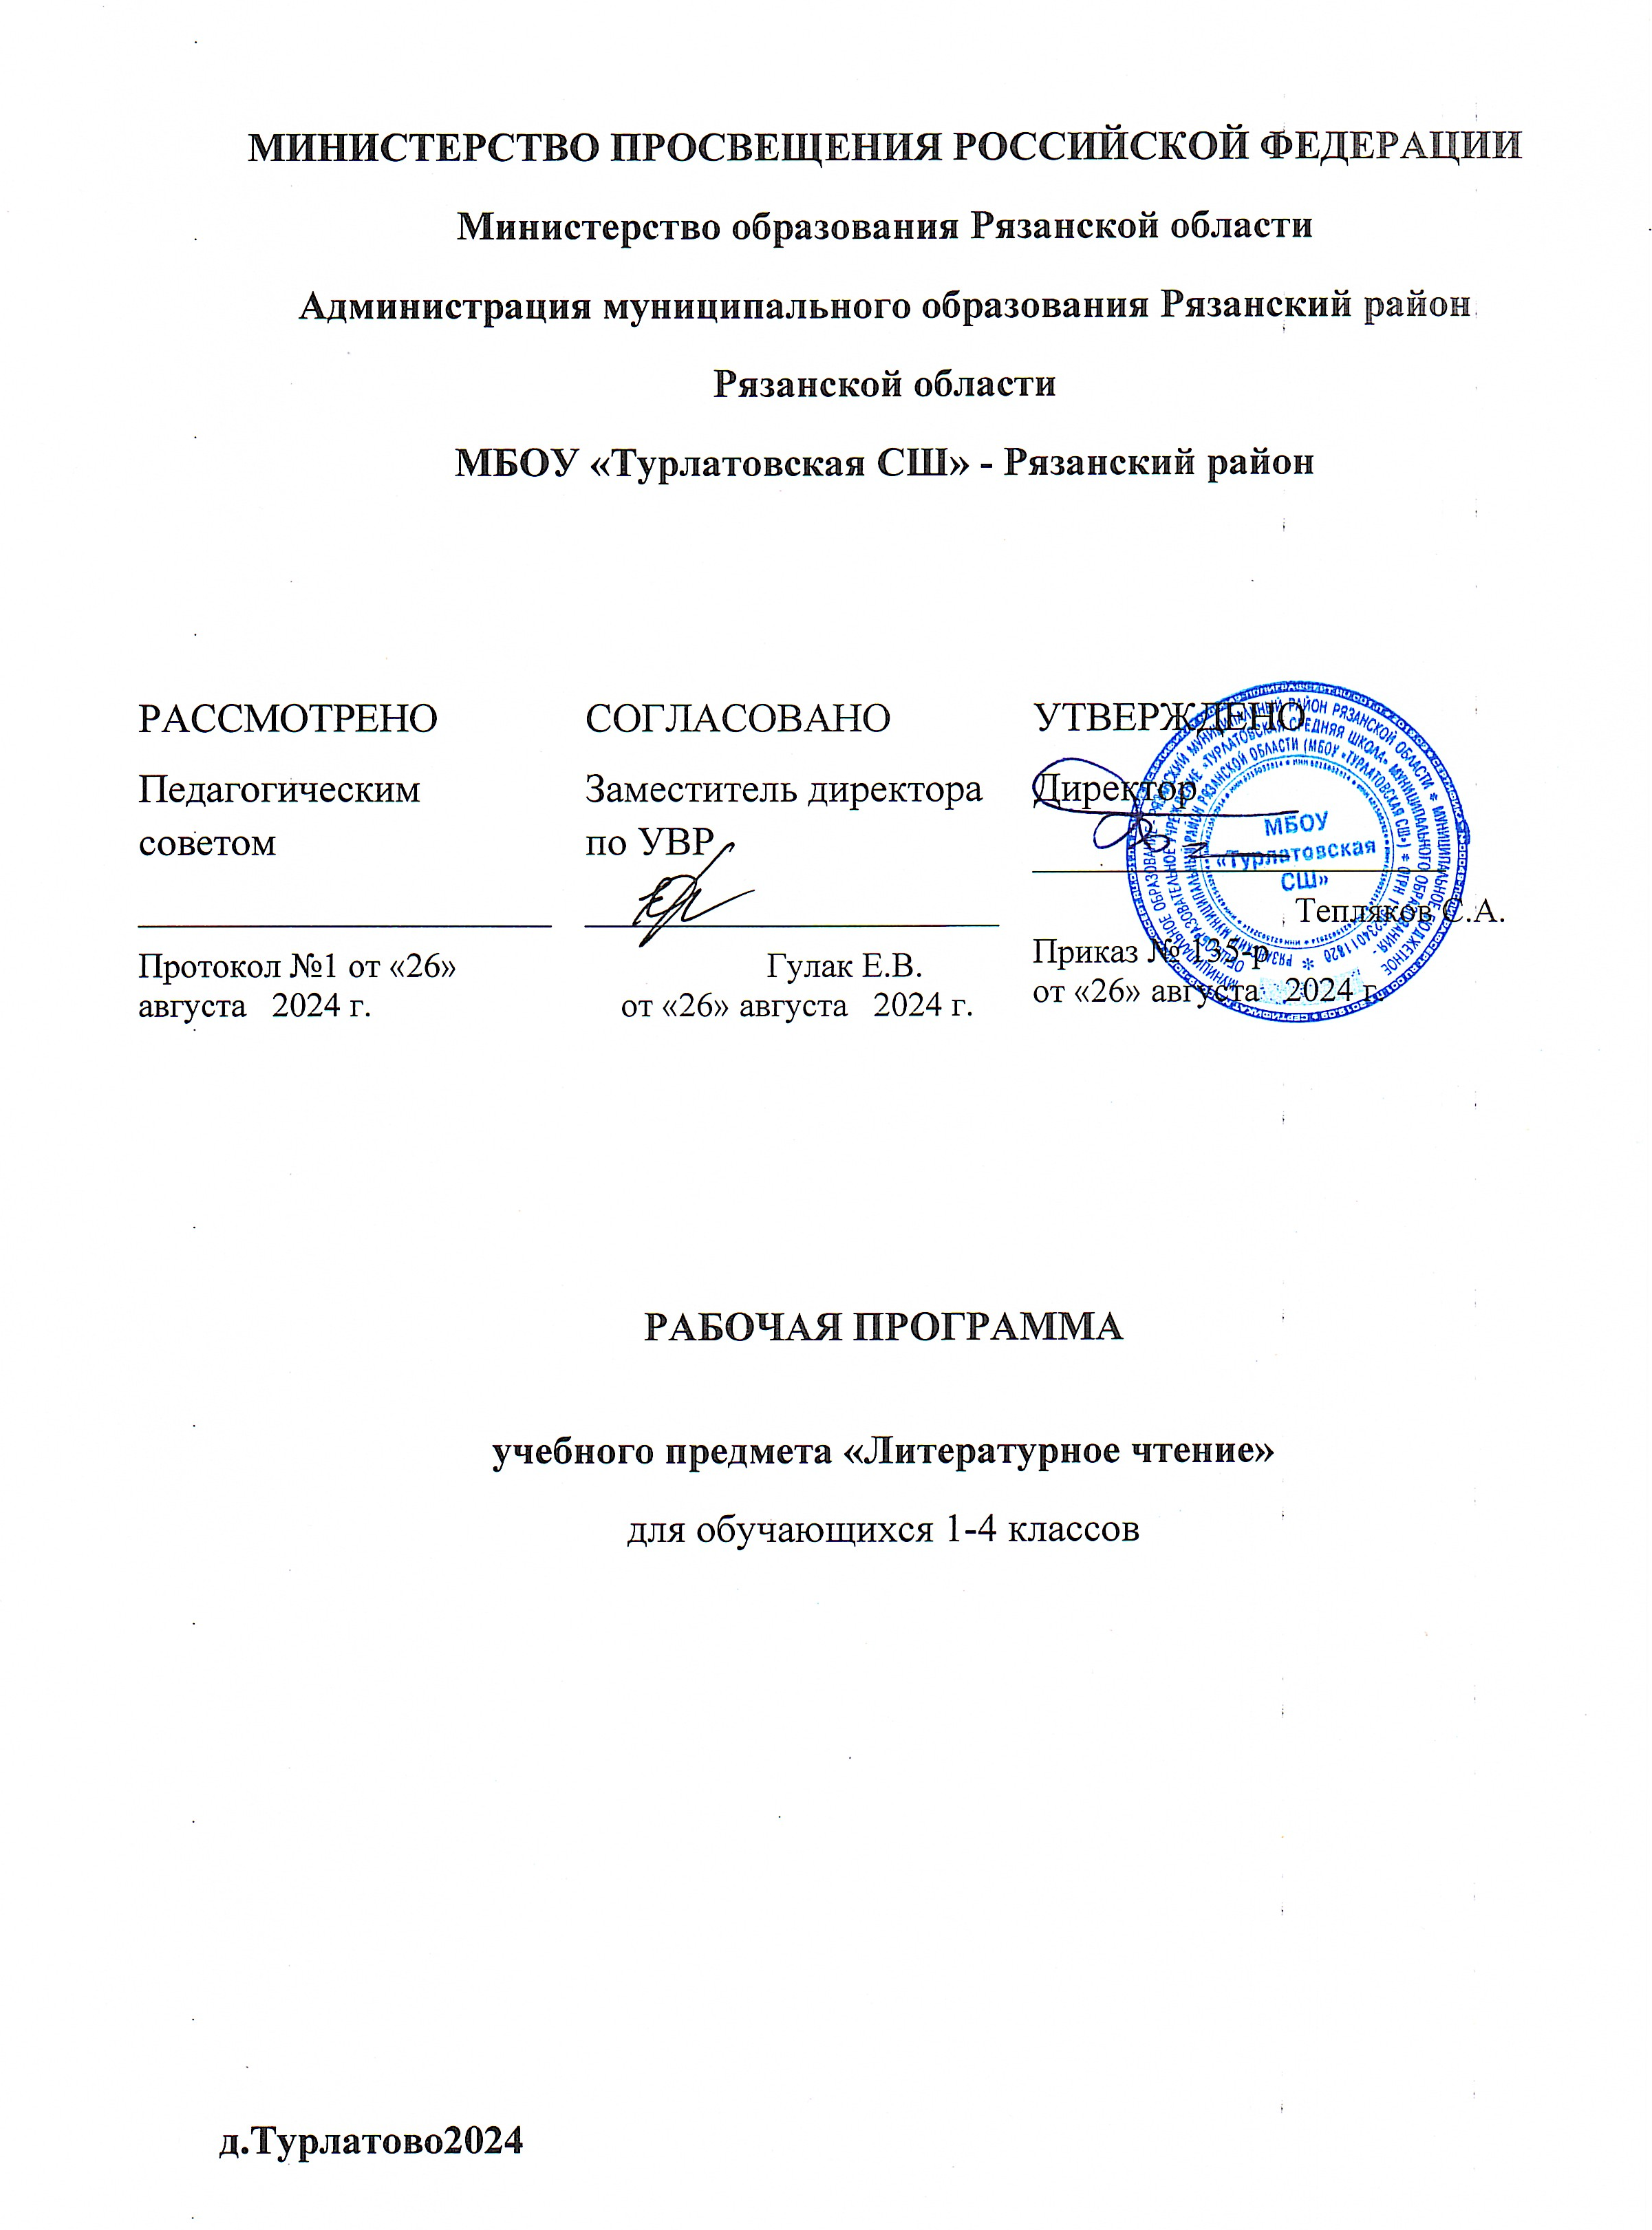 МИНИСТЕРСТВО ПРОСВЕЩЕНИЯ РОССИЙСКОЙ ФЕДЕРАЦИИ
Министерство образования Рязанской области
Администрация муниципального образования Рязанский район
Рязанской области
МБОУ «Турлатовская СШ» - Рязанский район
РАССМОТРЕНО
Педагогическим
советом
Протокол №1 от «26»
августа 2024 г.
СОГЛАСОВАНО
Заместитель директора
по УВР
Гулак Е.В.
от «26» августа 2024 г.
УТВЕРЖДЕНО
Директор
Тепляков С.А.
Приказ № 135-р
от «26» августа 2024 г.
МБОУ
«Турлатовская
СШ»
РАБОЧАЯ ПРОГРАММА
учебного предмета «Литературное чтение»
для обучающихся 1-4 классов
д.Турлатово2024